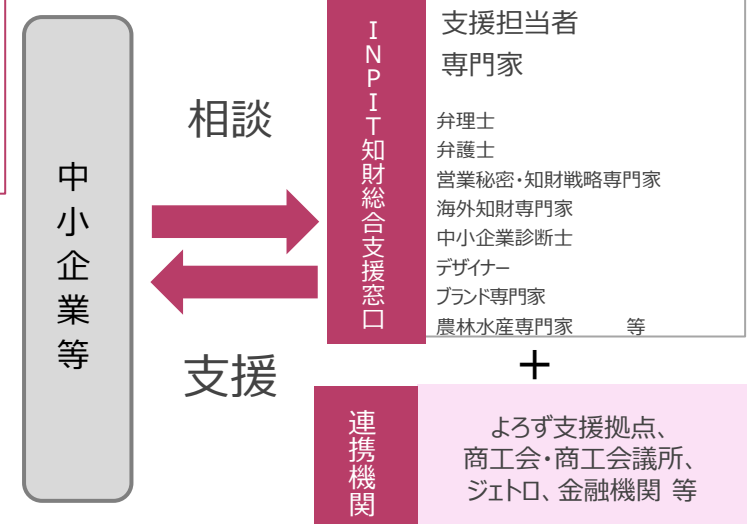 中小企業等
相談
支援
INPIT知財総合支援窓口
支援担当者
専門家
弁理士
弁護士
営業秘密・知財戦略専門家
海外知財専門家
中小企業診断士
デザイナー
ブランド専門家
農林水産専門家 等
+
連携機関
よろず支援拠点、
商工会・商工会議所、
ジェトロ、金融機関 等